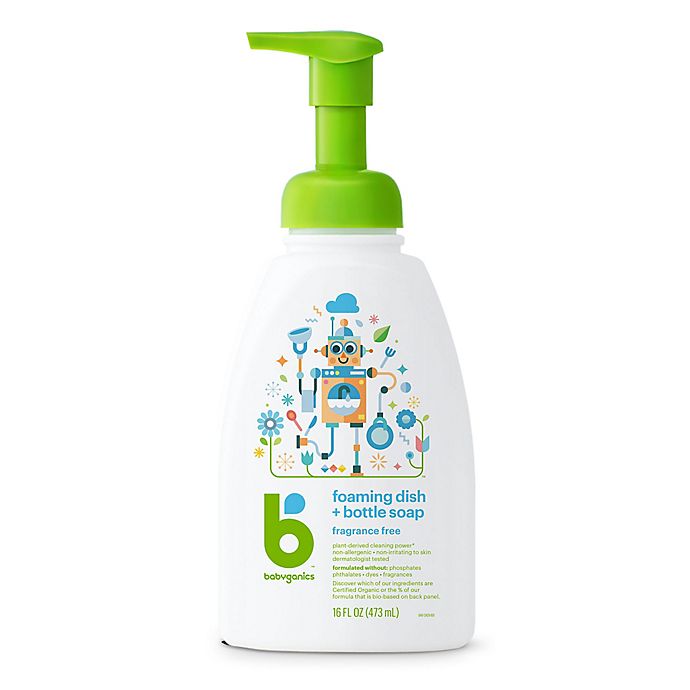 foaming dish
+ bottle soap
fragrance free
plant-derived cleaning power*
non-allergenic • non-irritating to skin
dermatologist tested
formulated without: phosphates
phthalates • dyes • fragrances
Discover which of our ingredients are
Certified Organic or the % of our
formula that is bio-based on back panel.
16 FL OZ (473 mL)
b
babyganics